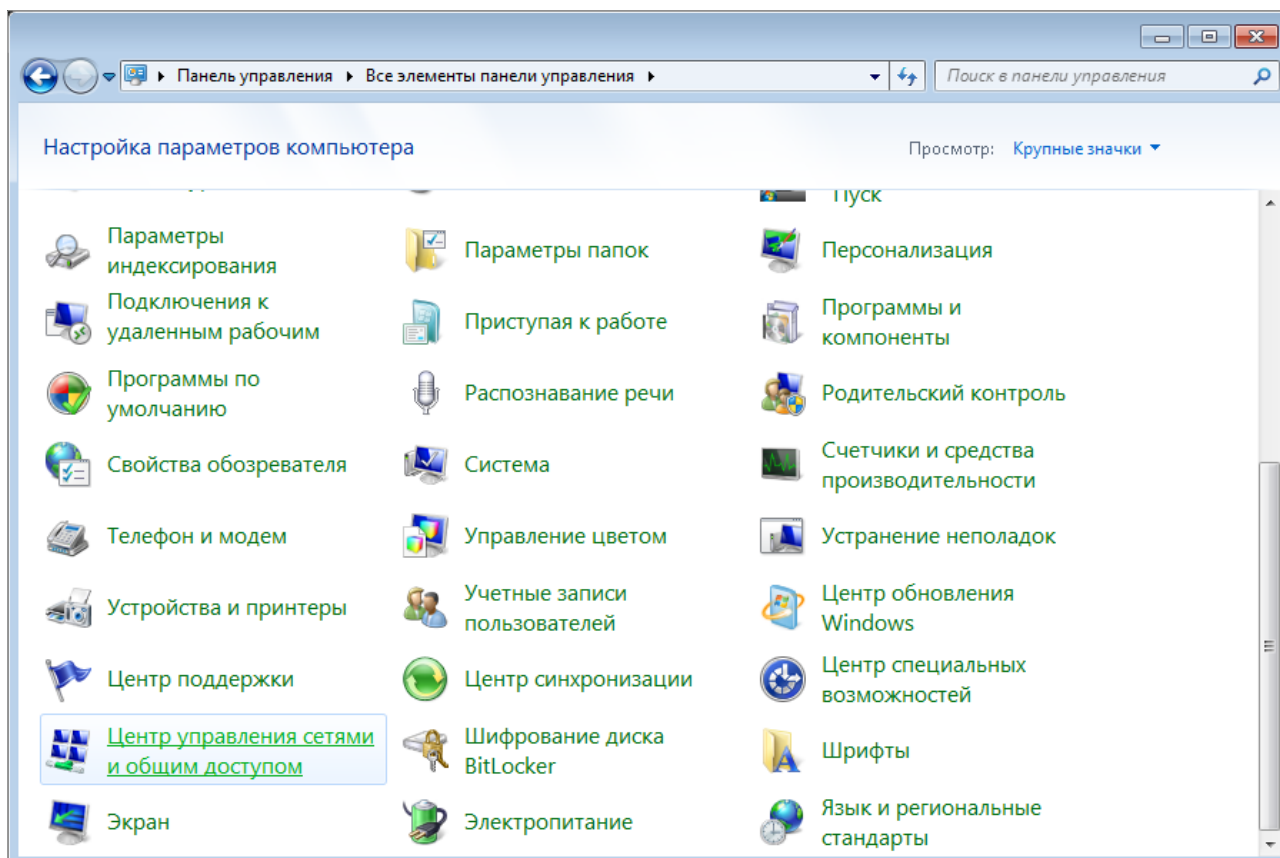 Панель управления
Все элементы панели управления
Поиск в панели управления
Настройка параметров компьютера
Просмотр:
Крупные значки
Пуск
Параметры
индексирования
Параметры папок
Персонализация
Подключения к
удаленным рабочим
Приступая к работе
Программы и
компоненты
Программы по
умолчанию
Распознавание речи
Родительский контроль
Свойства обозревателя
Система
Счетчики и средства
производительности
Телефон и модем
Управление цветом
Устранение неполадок
Устройства и принтеры
Учетные записи
пользователей
Центр обновления
Windows
Центр поддержки
Центр синхронизации
Центр специальных
возможностей
Центр управления сетями
и общим доступом
Шифрование диска
BitLocker
Шрифты
Экран
Электропитание
Язык и региональные
стандарты